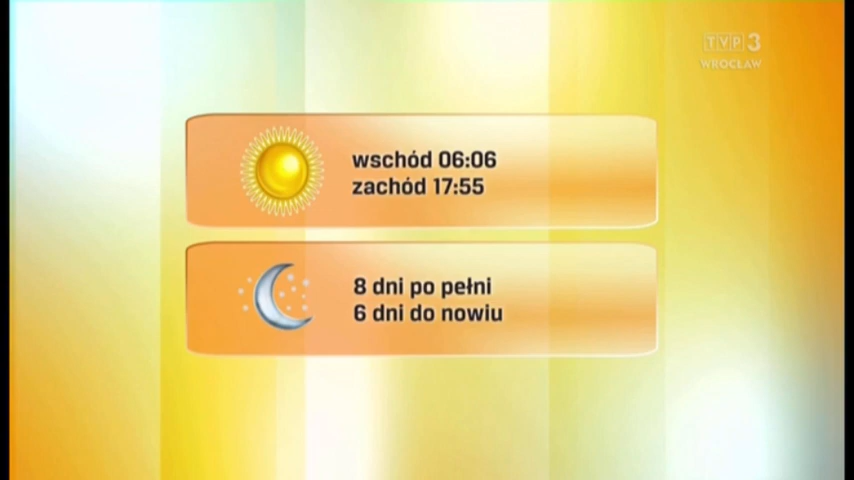 TVP3
WROCŁAW
wschód 06:06
zachód 17:55
8 dni po pełni
6 dni do nowiu